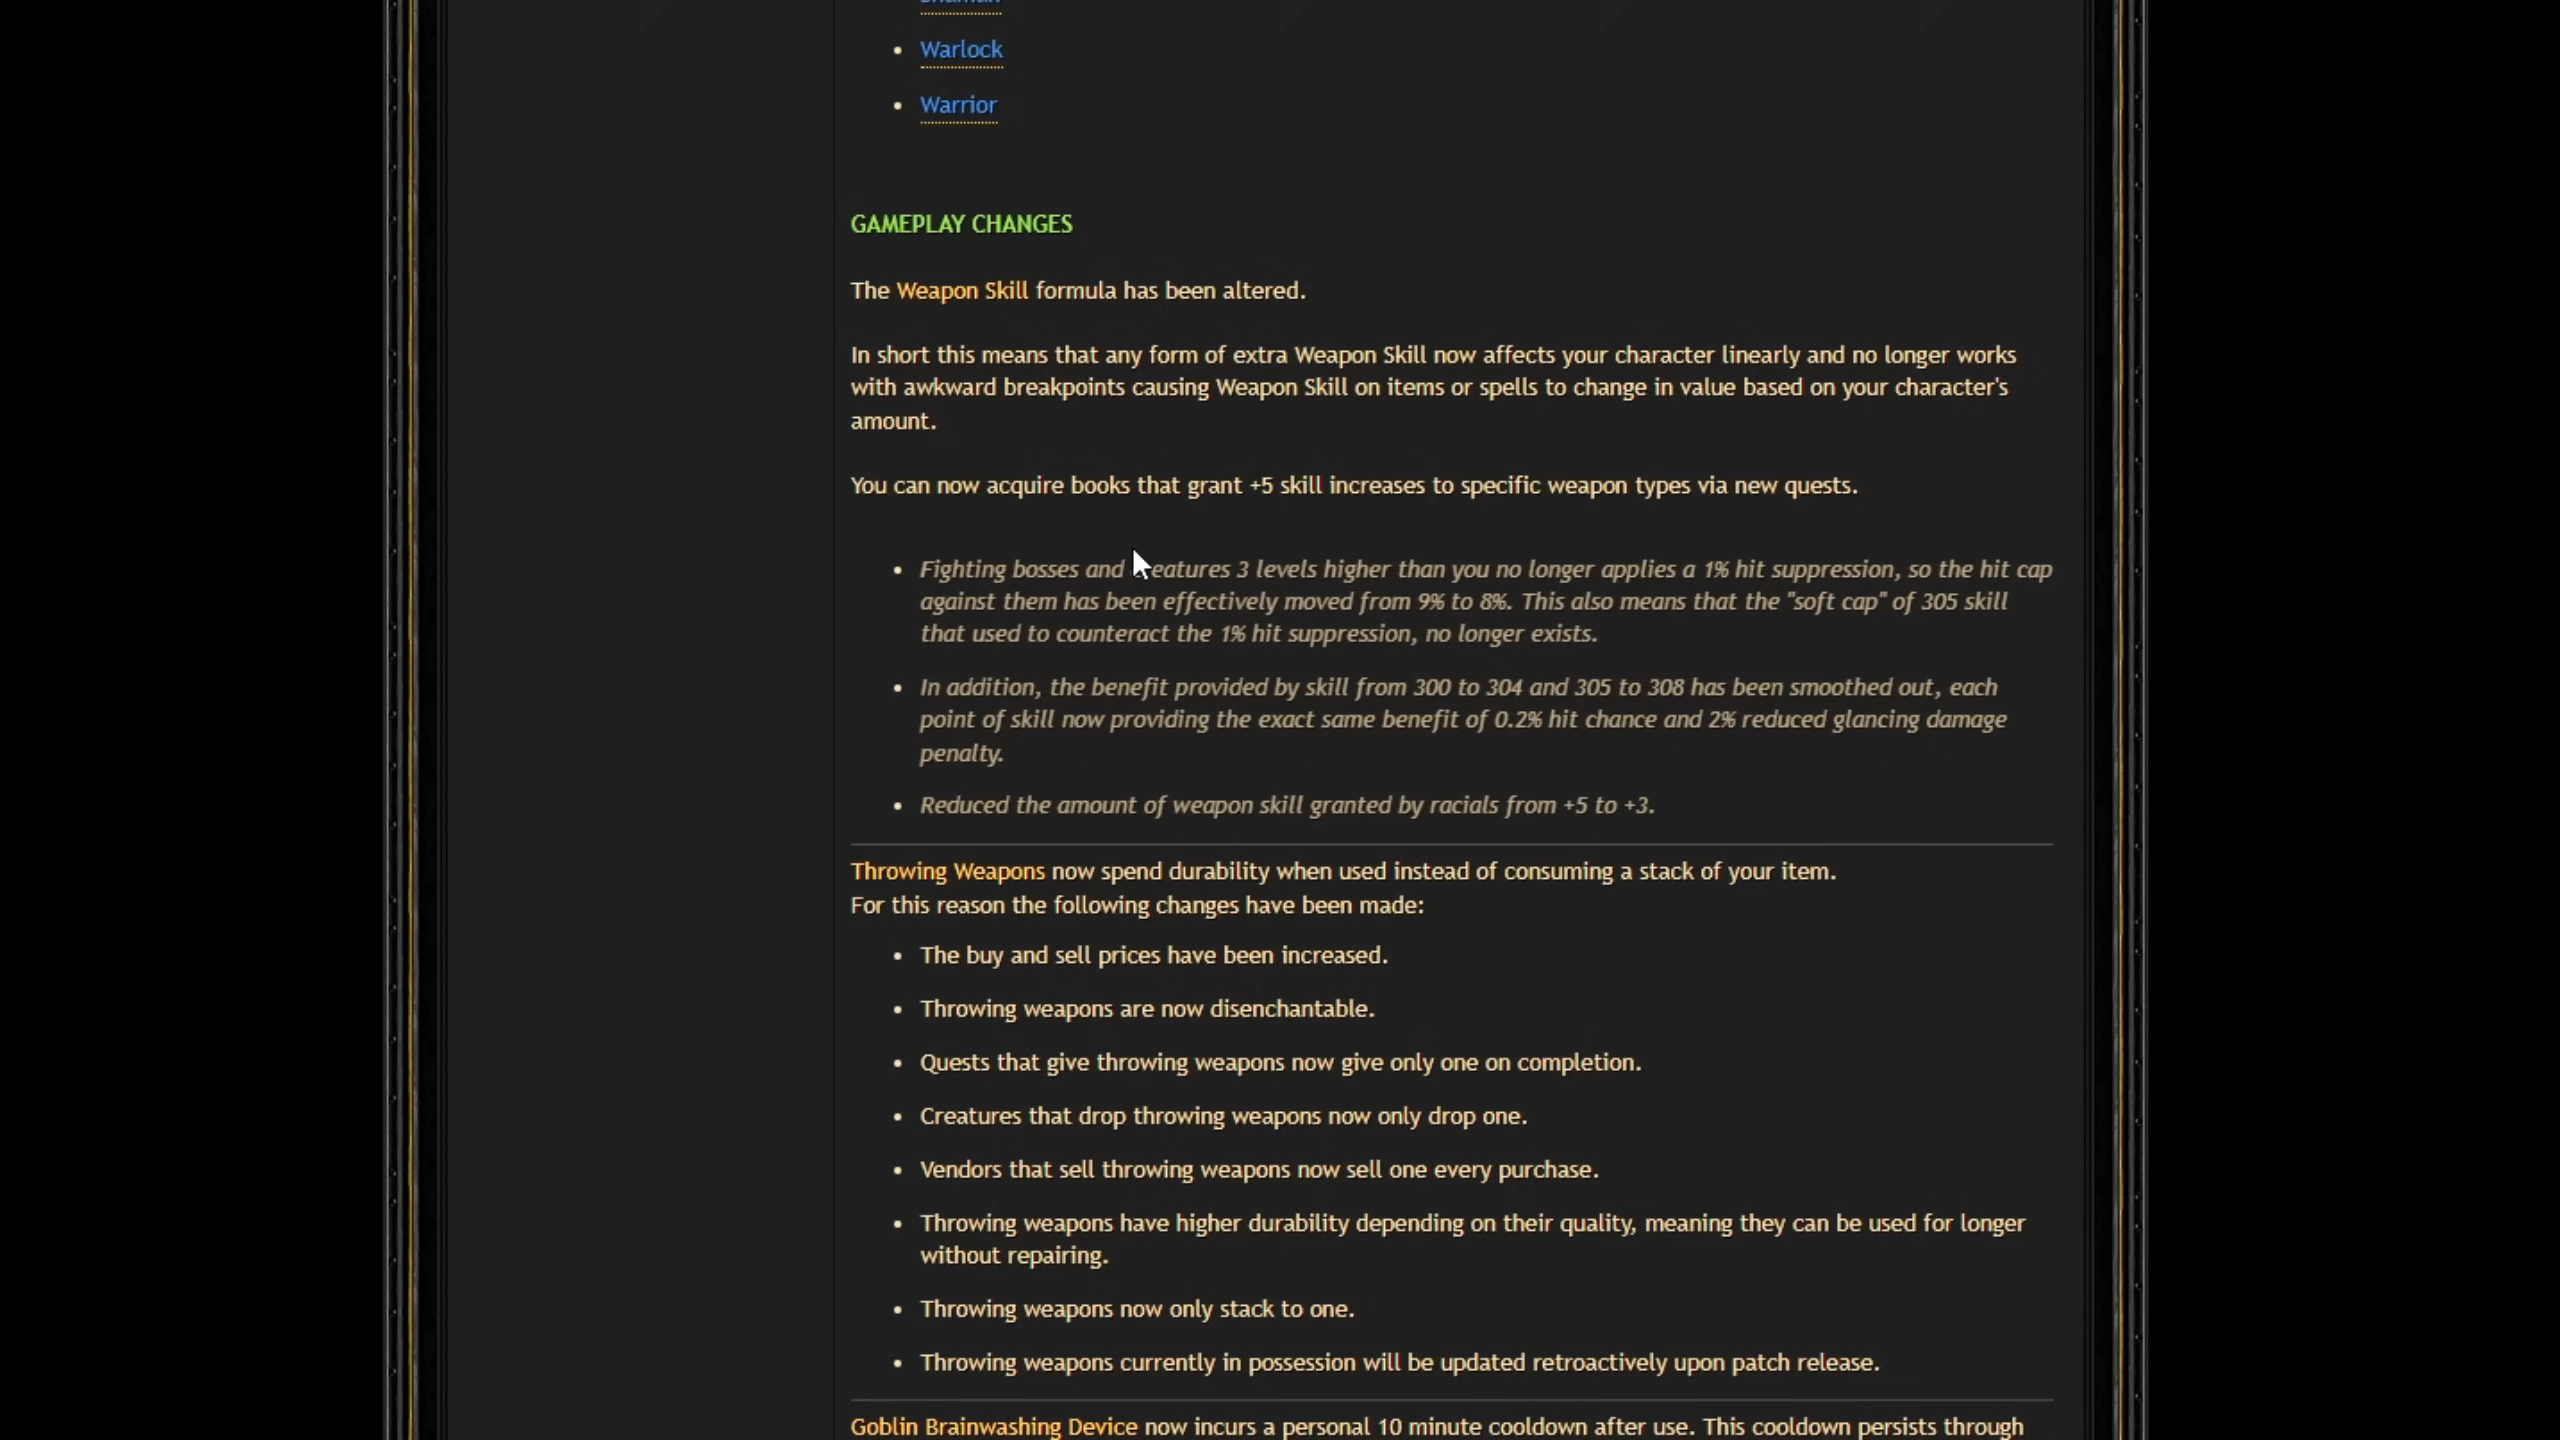 Warlock
Warrior
GAMEPLAY CHANGES
The Weapon Skill formula has been altered.
In short this means that any form of extra Weapon Skill now affects your character linearly and no longer works
with awkward breakpoints causing Weapon Skill on items or spells to change in value based on your character's
amount.
You can now acquire books that grant +5 skill increases to specific weapon types via new quests.
Fighting bosses and creatures 3 levels higher than you no longer applies a 1% hit suppression, so the hit cap
against them has been effectively moved from 9% to 8%. This also means that the "soft cap" of 305 skill
that used to counteract the 1% hit suppression, no longer exists.
In addition, the benefit provided by skill from 300 to 304 and 305 to 308 has been smoothed out, each
point of skill now providing the exact same benefit of 0.2% hit chance and 2% reduced glancing damage
penalty.
Reduced the amount of weapon skill granted by racials from +5 to +3.
Throwing Weapons now spend durability when used instead of consuming a stack of your item.
For this reason the following changes have been made:
The buy and sell prices have been increased.
Throwing weapons are now disenchantable.
Quests that give throwing weapons now give only one on completion.
Creatures that drop throwing weapons now only drop one.
Vendors that sell throwing weapons now sell one every purchase.
Throwing weapons have higher durability depending on their quality, meaning they can be used for longer
without repairing.
Throwing weapons now only stack to one.
Throwing weapons currently in possession will be updated retroactively upon patch release.
Goblin Brainwashing Device now incurs a personal 10 minute cooldown after use. This cooldown persists through